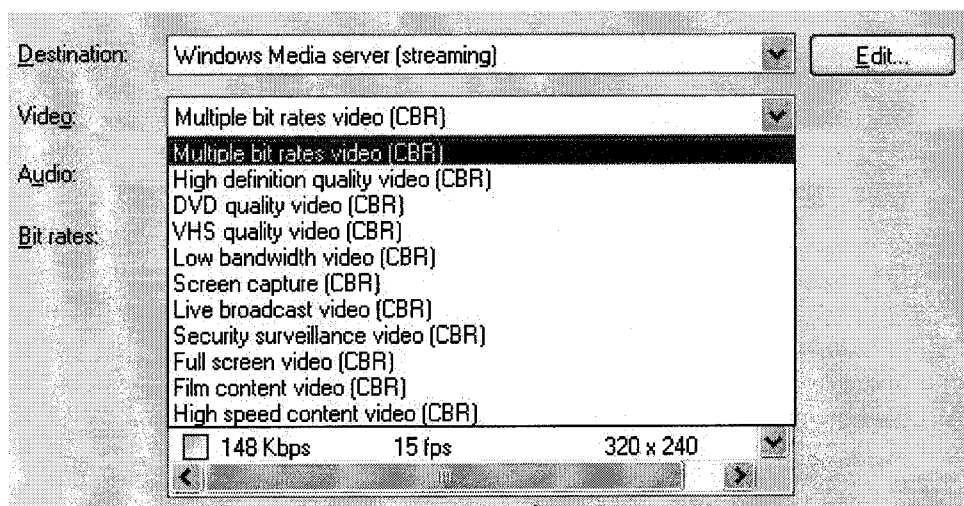 Destination: Windows Media server (streaming) Edit...
Video: Multiple bit rates video (CBR)
Multiple bit rates video (CBR)
Audio:
High definition quality video (CBR)
DVD quality video (CBR)
Bit rates:
VHS quality video (CBR)
Low bandwidth video (CBR)
Screen capture (CBR)
Live broadcast video (CBR)
Security surveillance video (CBR)
Full screen video (CBR)
Film content video (CBR)
High speed content video (CBR)
148 Kbps 15 fps 320 x 240